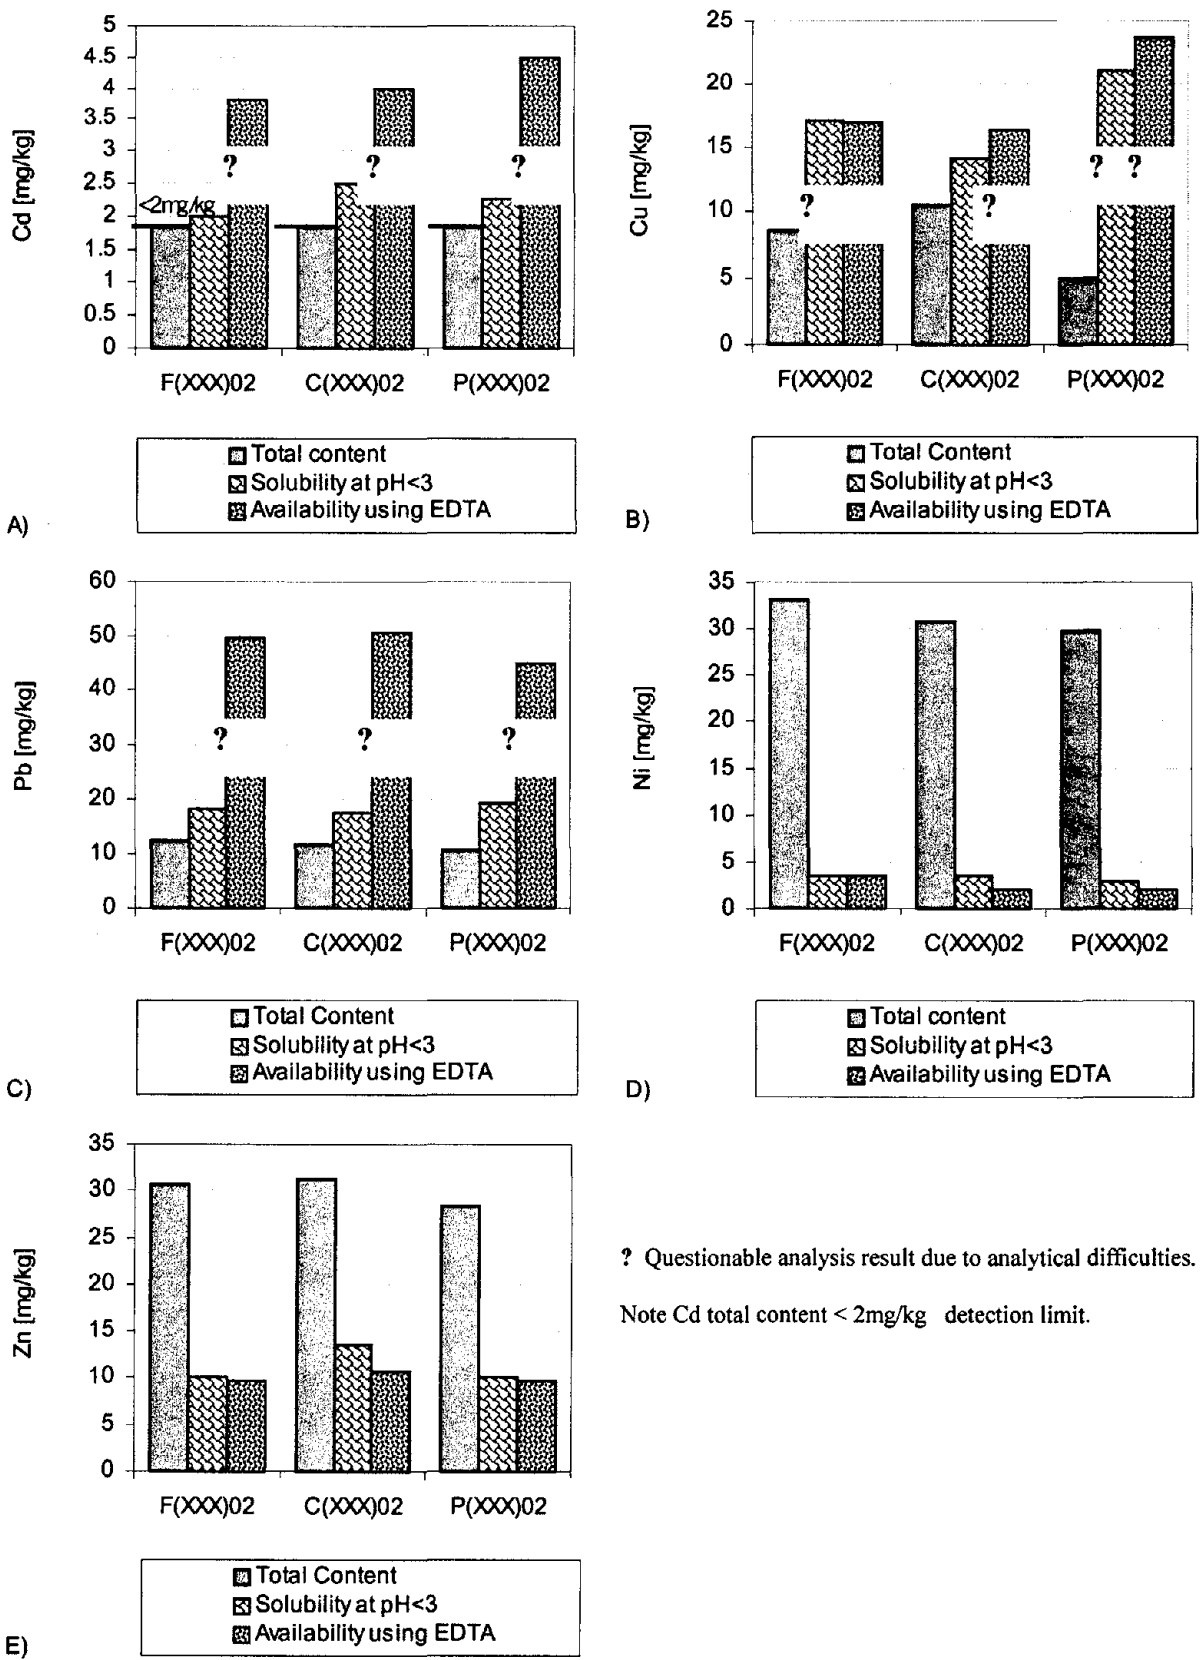 5
4.5
4
3.5
3
2.5
2
1.5
1
0.5
0
Cd [mg/kg]
<2mg/kg
?
?
?
F(XXX)02
C(XXX)02
P(XXX)02
Total content
Solubility at pH<3
Availability using EDTA
A)
25
20
15
10
5
0
Cu [mg/kg]
?
?
?
?
F(XXX)02
C(XXX)02
P(XXX)02
Total Content
Solubility at pH<3
Availability using EDTA
B)
60
50
40
30
20
10
0
Pb [mg/kg]
?
?
?
F(XXX)02
C(XXX)02
P(XXX)02
Total Content
Solubility at pH<3
Availability using EDTA
C)
35
30
25
20
15
10
5
0
Ni [mg/kg]
F(XXX)02
C(XXX)02
P(XXX)02
Total content
Solubility at pH<3
Availability using EDTA
D)
35
30
25
20
15
10
5
0
Zn [mg/kg]
F(XXX)02
C(XXX)02
P(XXX)02
Total Content
Solubility at pH<3
Availability using EDTA
E)
? Questionable analysis result due to analytical difficulties.
Note Cd total content < 2mg/kg detection limit.